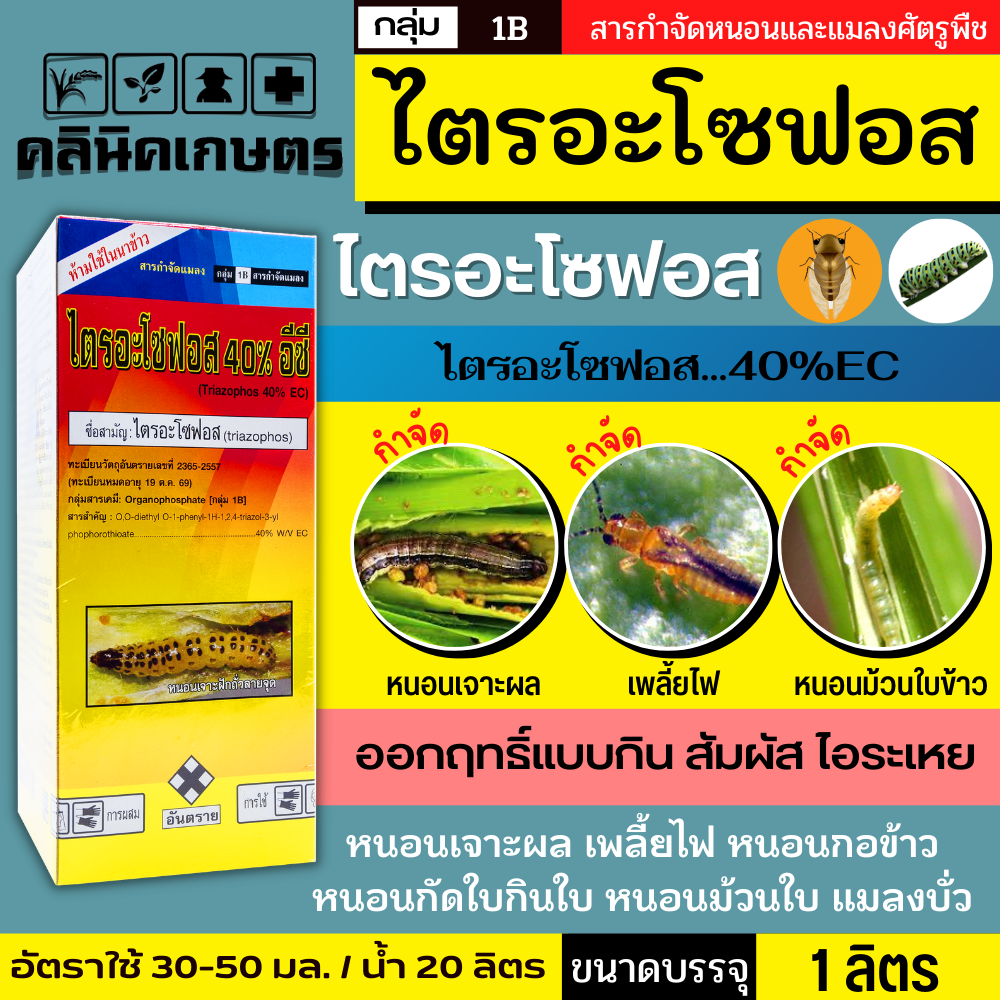 กลุ่ม 1B สารกำจัดหนอนและแมลงศัตรูพืช
คลินิคเกษตร
ไตรอะโซฟอส
ไตรอะโซฟอส
ไตรอะโซฟอส...40%EC
ห้ามใช้ในนาข้าว
สารกำจัดแมลง กลุ่ม 1B สารกำจัดแมลง
ไตรอะโซฟอส 40% อีซี
(Triazophos 40% EC)
ชื่อสามัญ : ไตรอะโซฟอส (triazophos)
ทะเบียนวัตถุอันตรายเลขที่ 2365-2557
(ทะเบียนหมดอายุ 19 ต.ค. 69)
กลุ่มสารเคมี: Organophosphate [กลุ่ม 1B]
สารสำคัญ : O,O-diethyl O-1-phenyl-1H-1,2,4-triazol-3-yl
phophorothioate..............................................40% W/V EC
หนอนเจาะฝักถั่วลายจุด
การผสม
อันตราย
การใช้
กำจัด
กำจัด
กำจัด
หนอนเจาะผล
เพลี้ยไฟ
หนอนม้วนใบข้าว
ออกฤทธิ์แบบกิน สัมผัส ไอระเหย
หนอนเจาะผล เพลี้ยไฟ หนอนกอข้าว
หนอนกัดใบกินใบ หนอนม้วนใบ แมลงบั่ว
อัตราใช้ 30-50 มล. / น้ำ 20 ลิตร
ขนาดบรรจุ
1 ลิตร